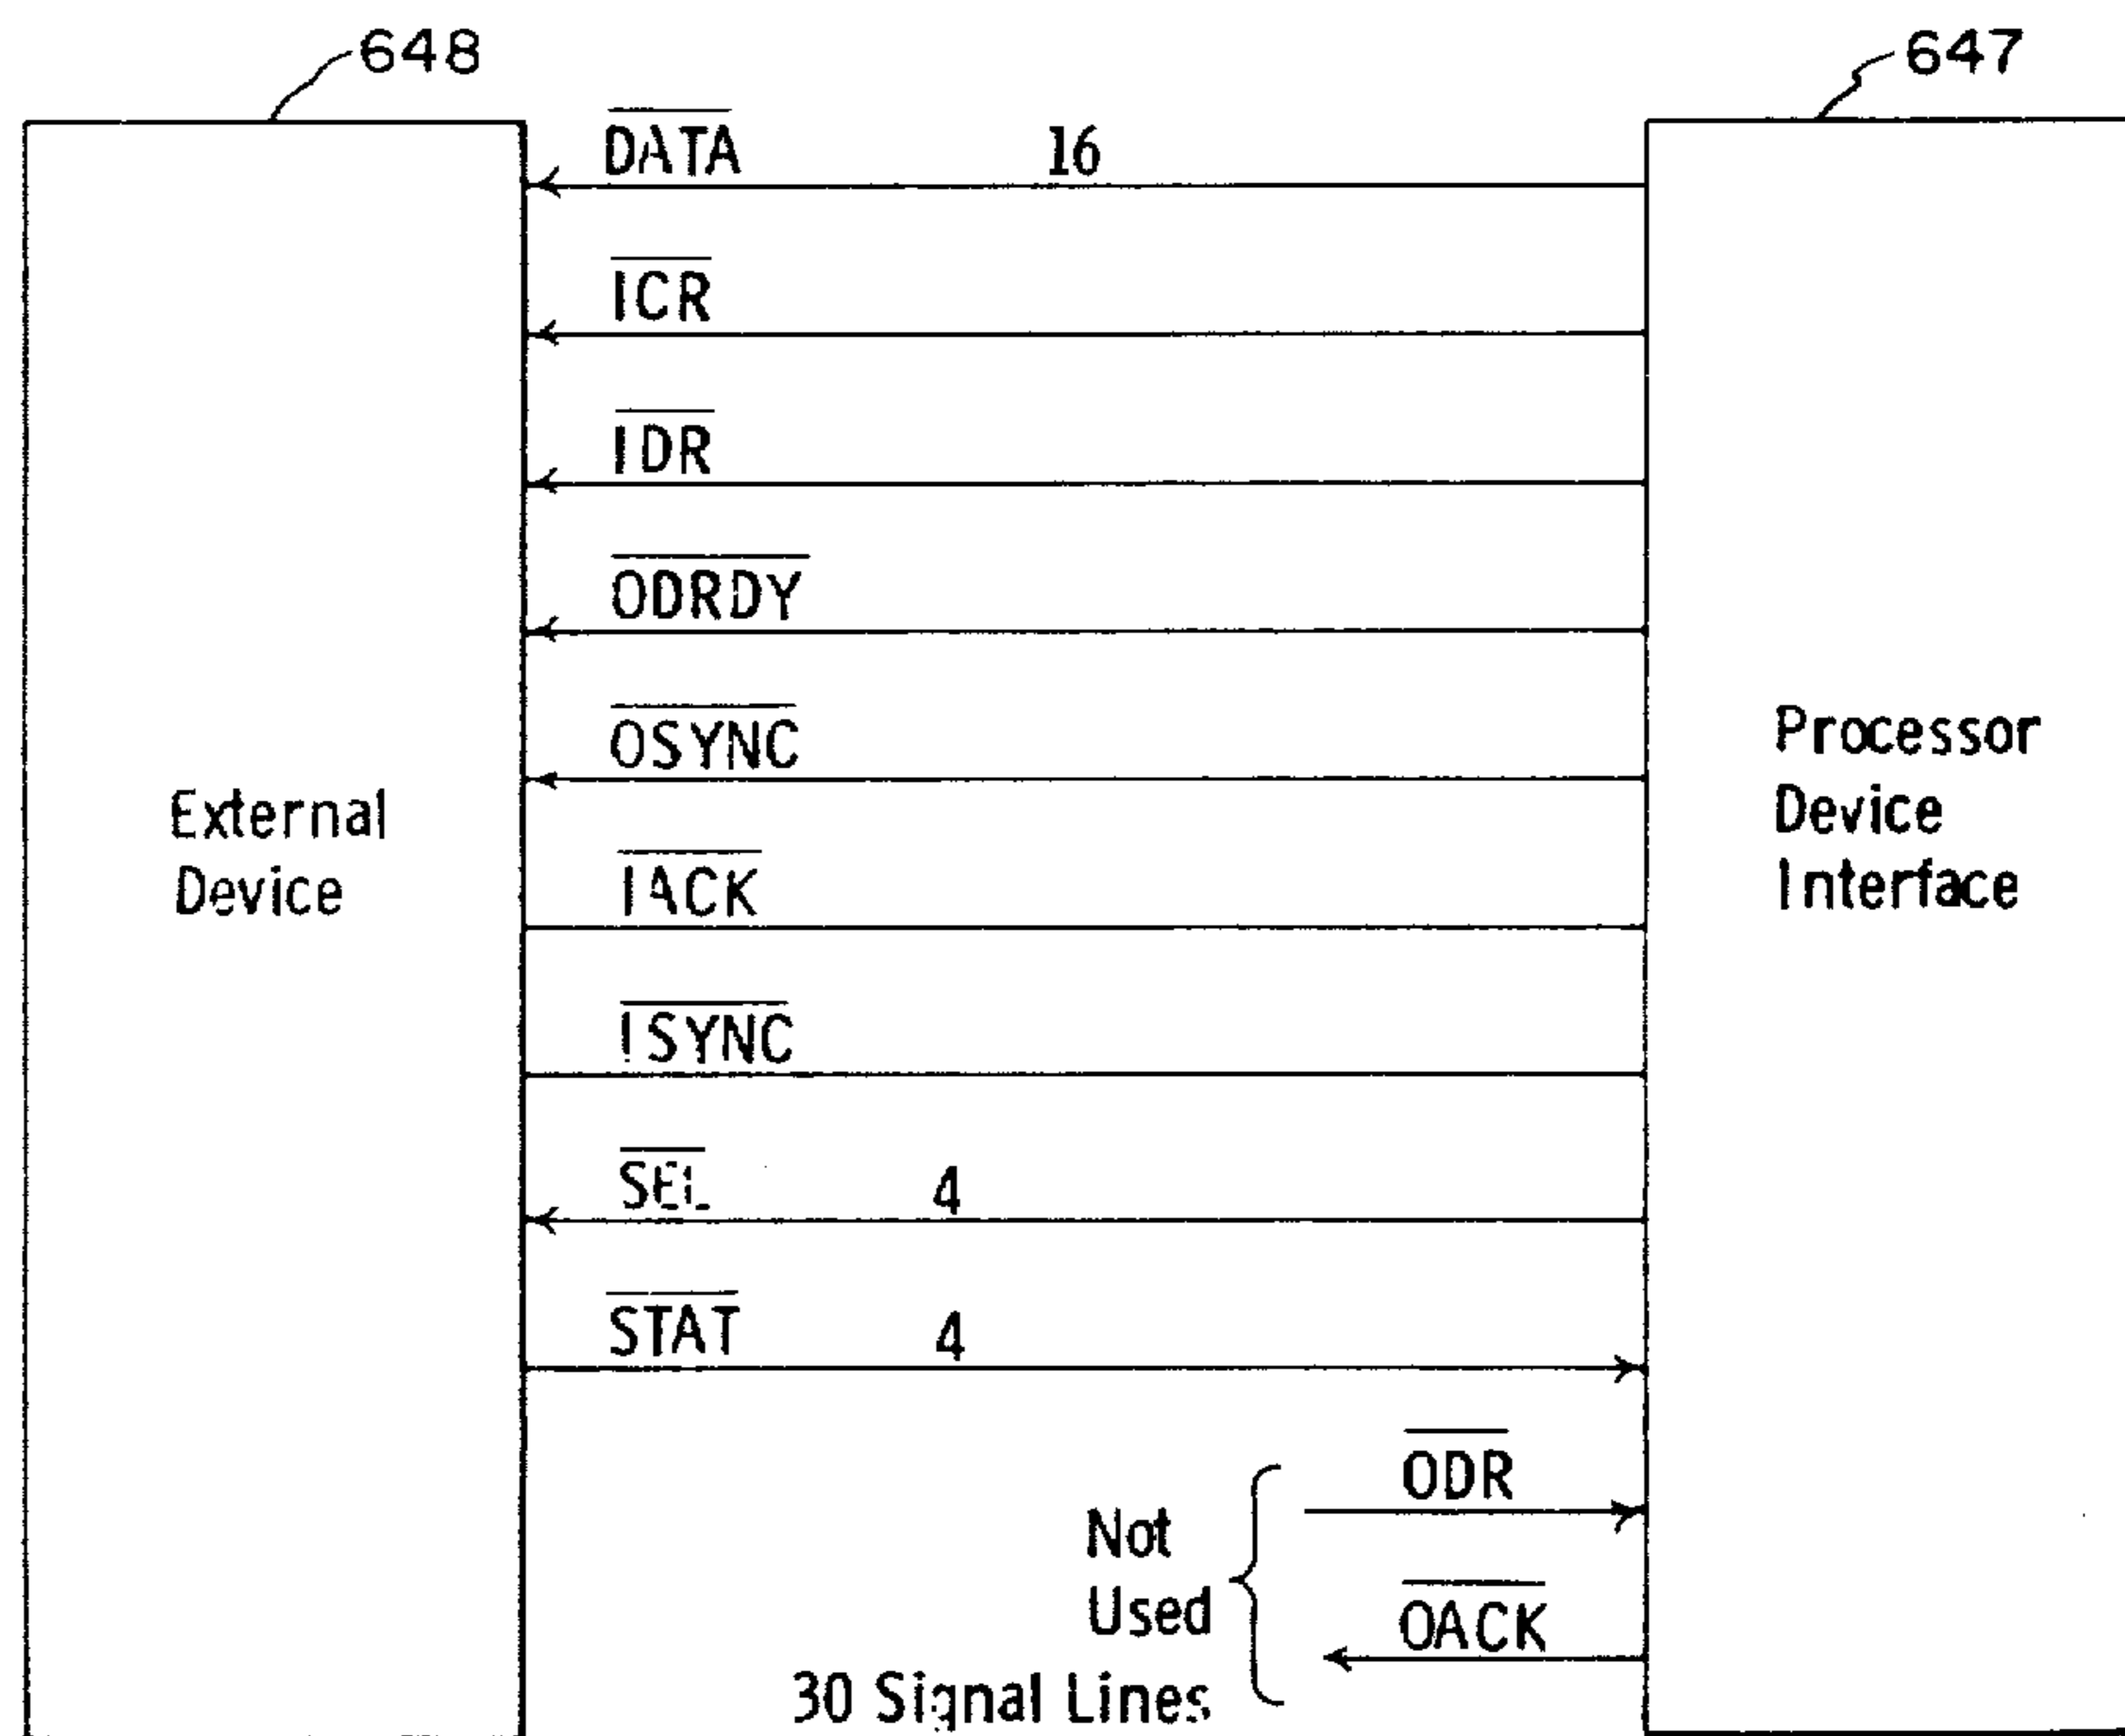 648
647
DATA 16
ICR
IDR
ODRDY
OSYNC
IACK
ISYNC
SEL 4
STAT 4
External
Device
Processor
Device
Interface
ODR
OACK
Not
Used
30 Signal Lines